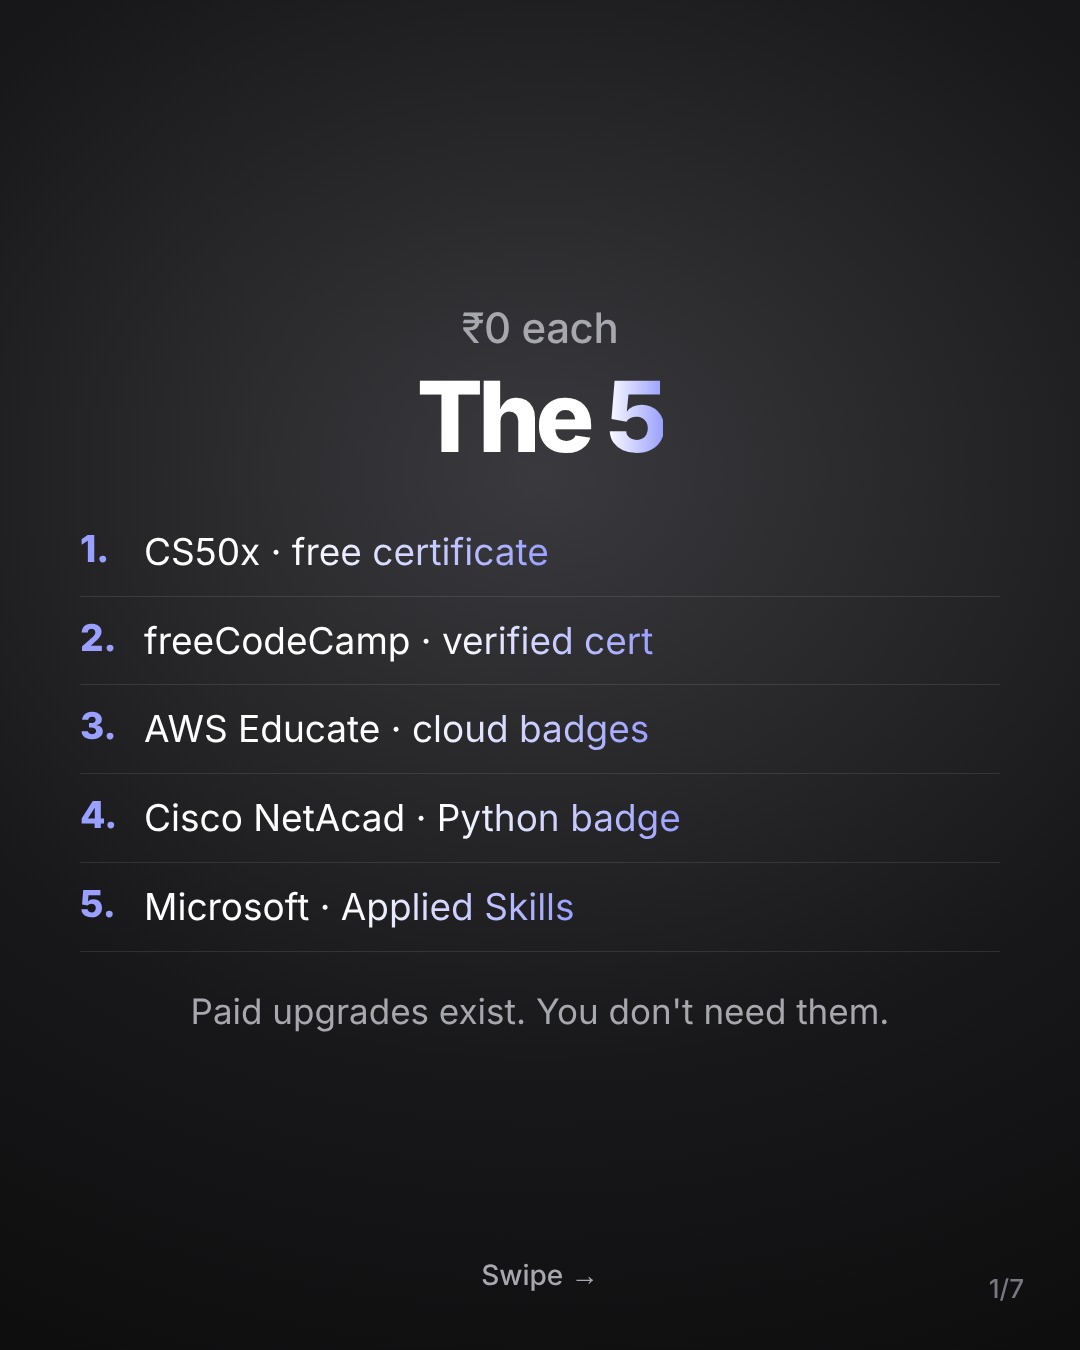 ₹0 each
The 5
1. CS50x · free certificate
2. freeCodeCamp · verified cert
3. AWS Educate · cloud badges
4. Cisco NetAcad · Python badge
5. Microsoft · Applied Skills
Paid upgrades exist. You don't need them.
Swipe →
1/7